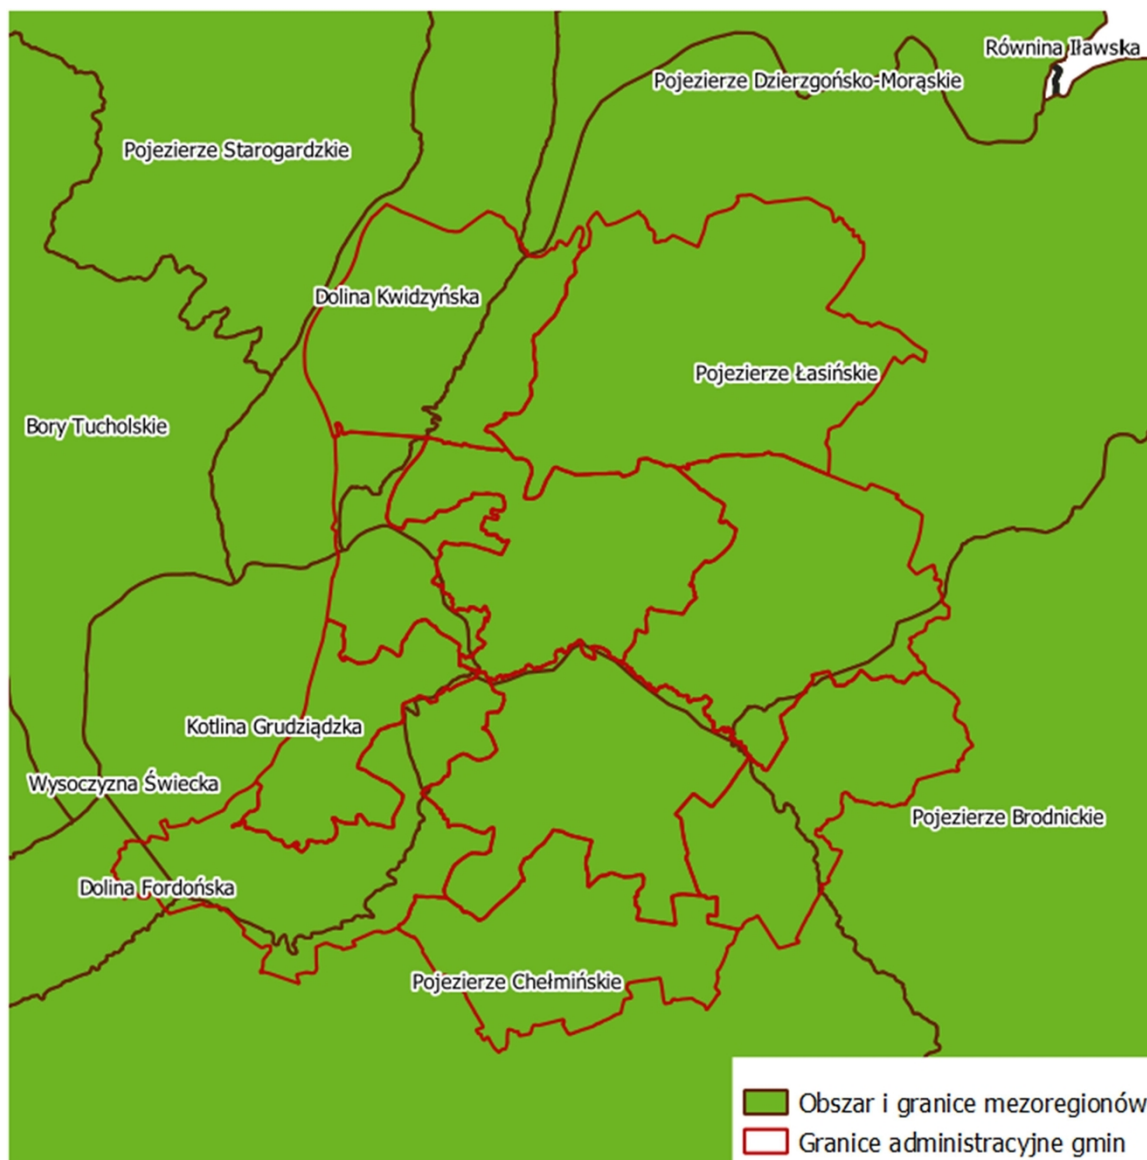 Równina Iławska
Pojezierze Dzierzgońsko-Morąskie
Pojezierze Starogardzkie
Dolina Kwidzyńska
Pojezierze Łasińskie
Bory Tucholskie
Kotlina Grudziądzka
Wysoczyzna Świecka
Pojezierze Brodnickie
Dolina Fordońska
Pojezierze Chełmińskie
Obszar i granice mezoregionów
Granice administracyjne gmin